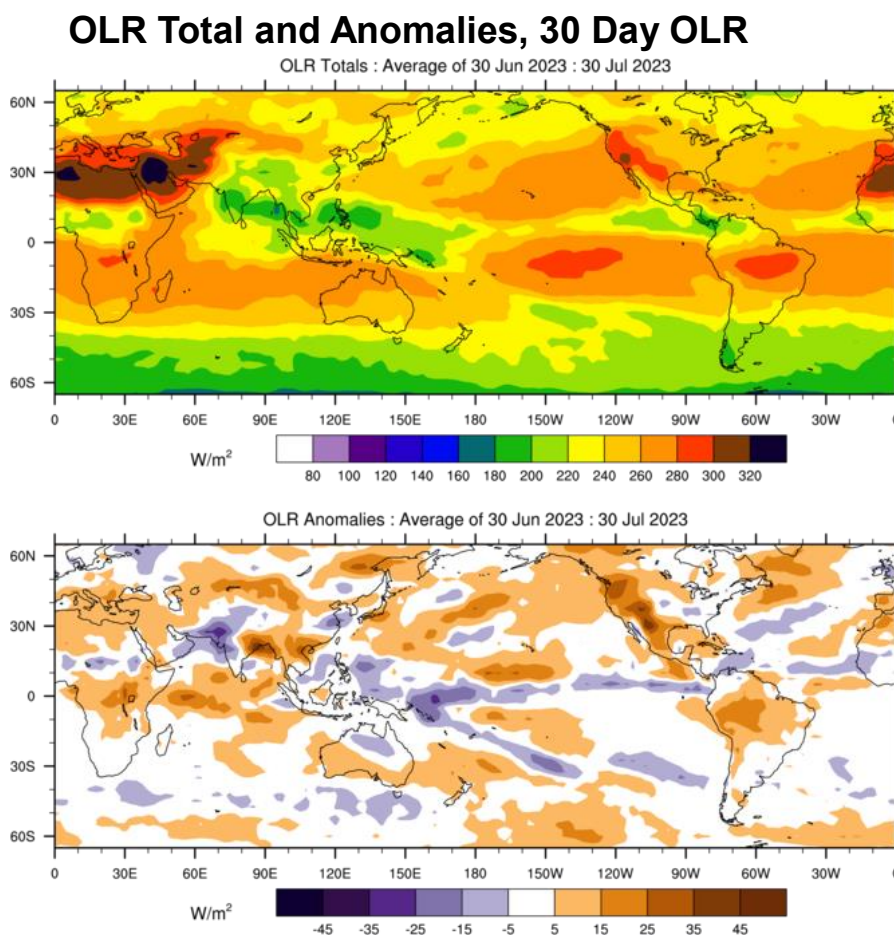 OLR Total and Anomalies, 30 Day OLR
OLR Totals : Average of 30 Jun 2023 : 30 Jul 2023
60N
30N
0
30S
60S
0 30E 60E 90E 120E 150E 180 150W 120W 90W 60W 30W 0
W/m²
80 100 120 140 160 180 200 220 240 260 280 300 320
OLR Anomalies : Average of 30 Jun 2023 : 30 Jul 2023
60N
30N
0
30S
60S
0 30E 60E 90E 120E 150E 180 150W 120W 90W 60W 30W 0
W/m²
-45 -35 -25 -15 -5 5 15 25 35 45